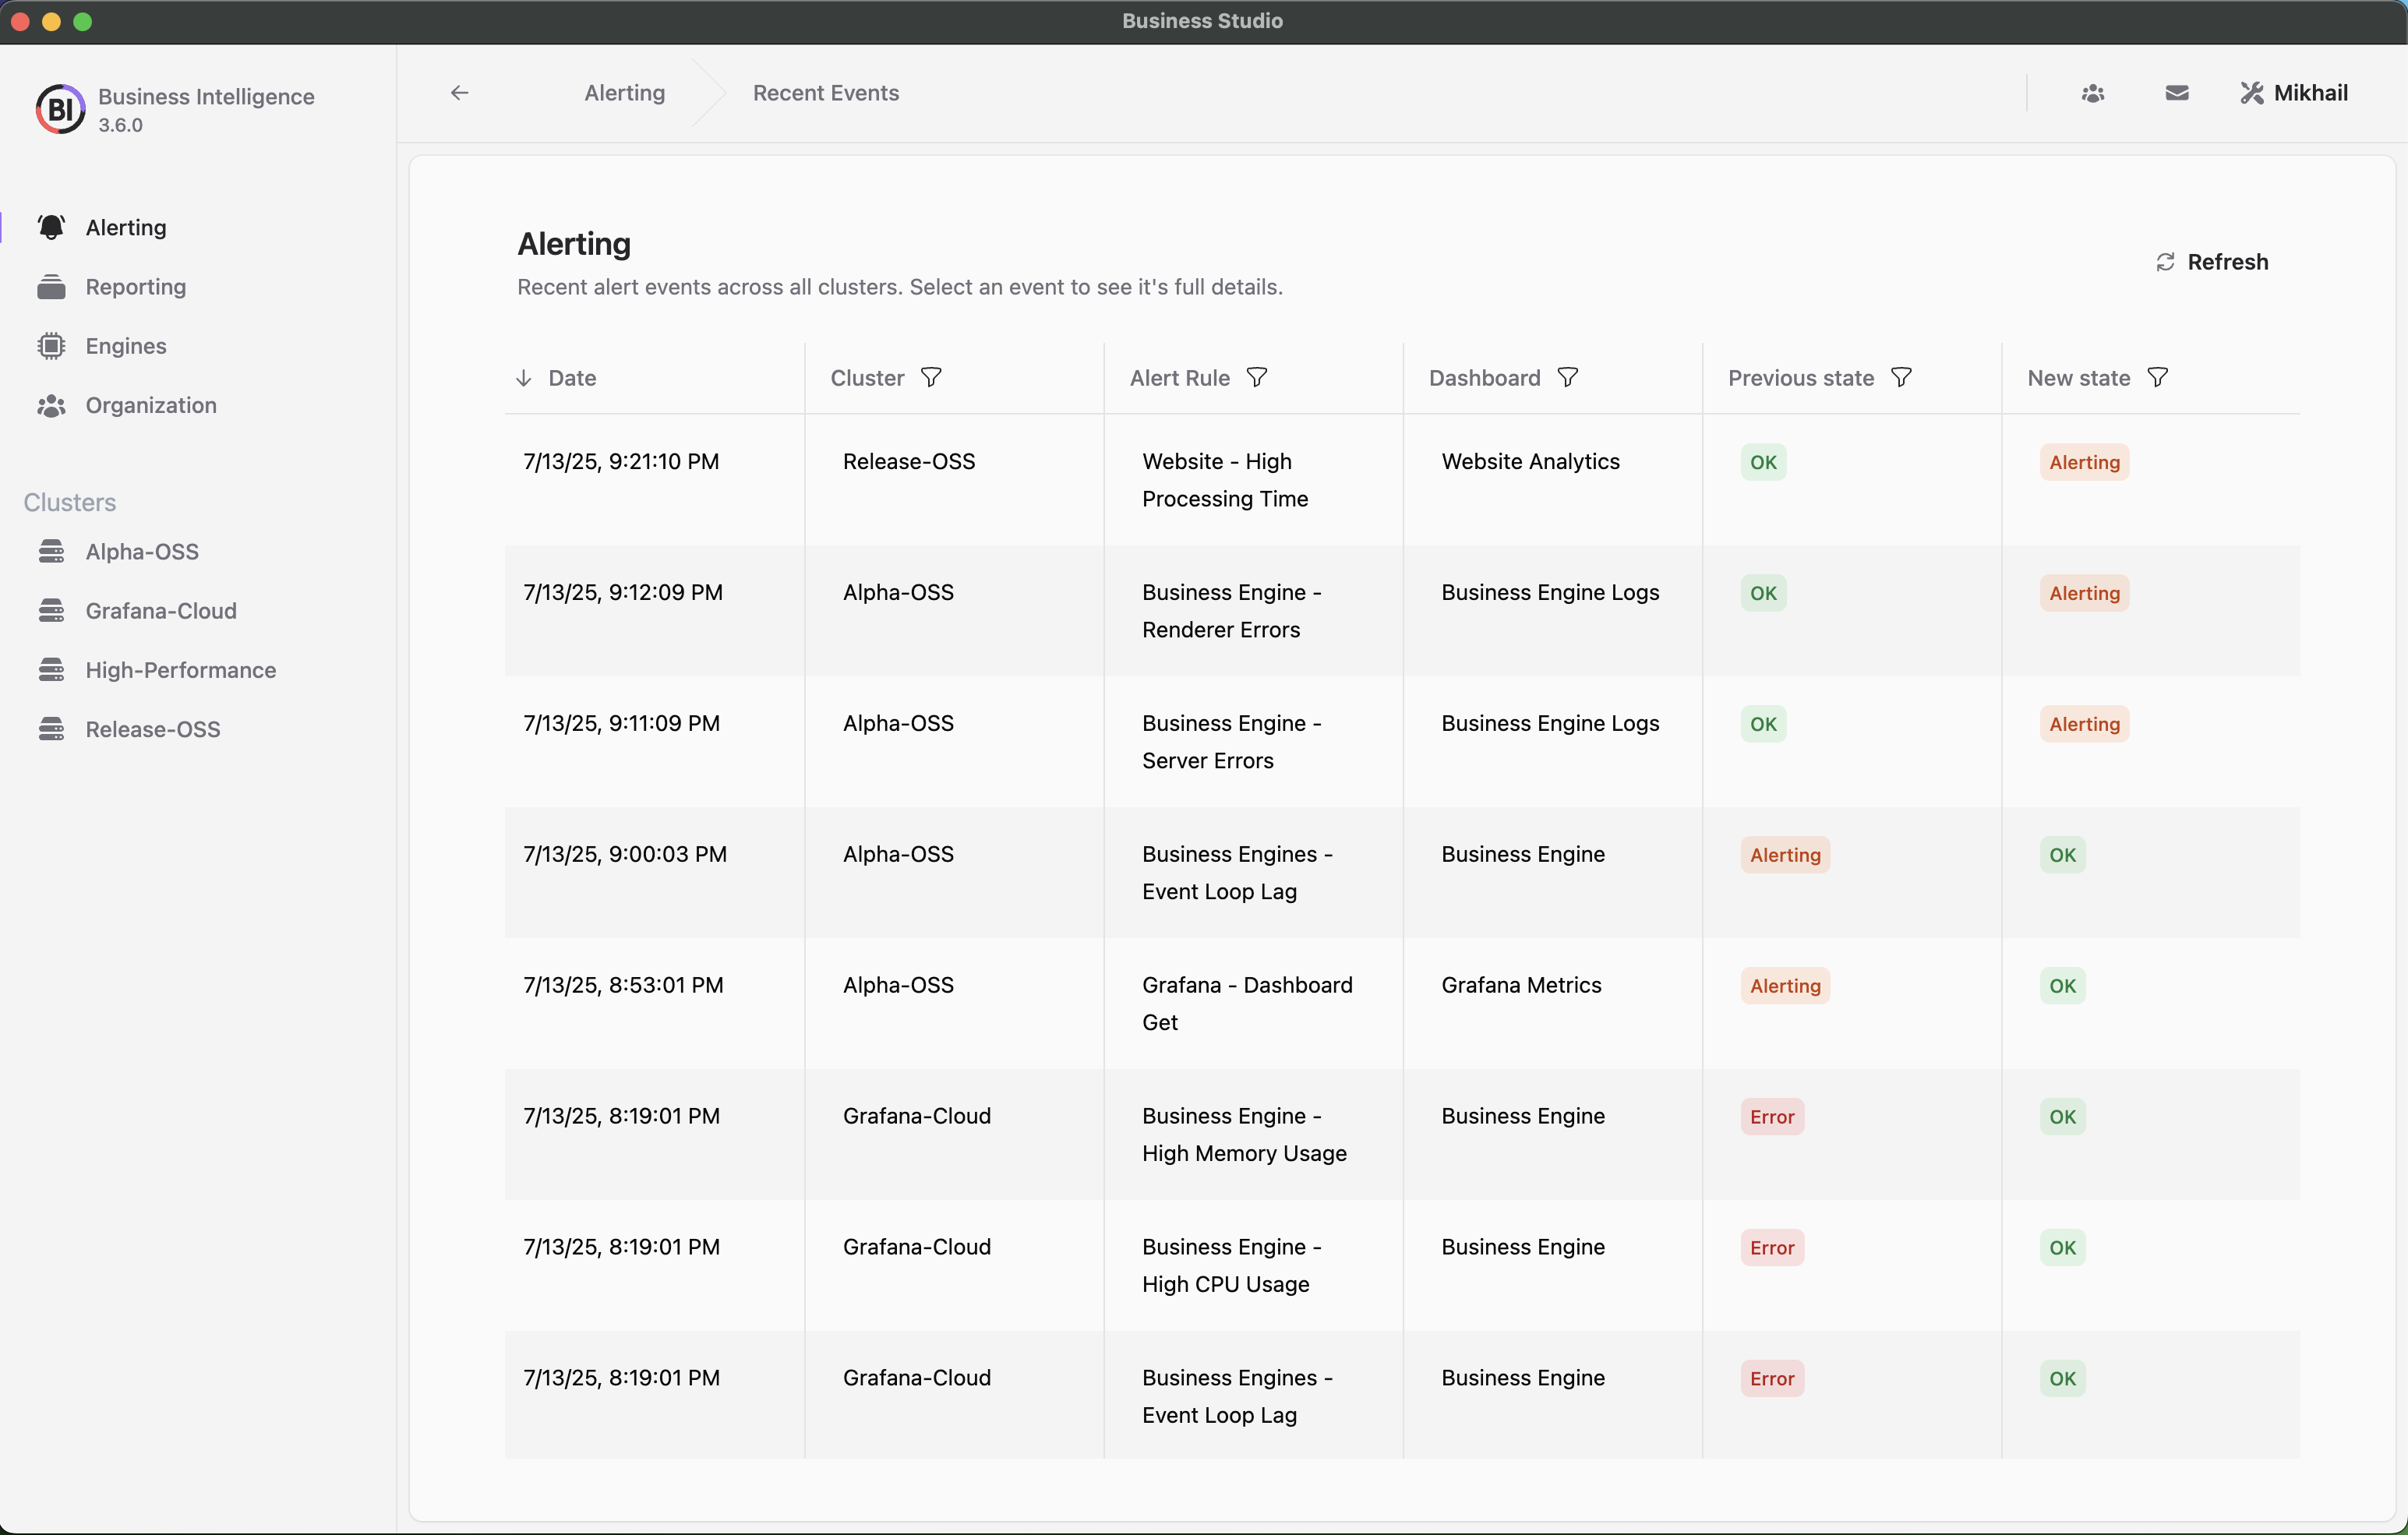 Business Studio
BI
Business Intelligence
3.6.0
Alerting
Reporting
Engines
Organization
Clusters
Alpha-OSS
Grafana-Cloud
High-Performance
Release-OSS
Alerting
Recent Events
Mikhail
Alerting
Recent alert events across all clusters. Select an event to see it's full details.
Refresh
Date Cluster Alert Rule Dashboard Previous state New state
7/13/25, 9:21:10 PM Release-OSS Website - High Website Analytics OK Alerting
Processing Time
7/13/25, 9:12:09 PM Alpha-OSS Business Engine - Business Engine Logs OK Alerting
Renderer Errors
7/13/25, 9:11:09 PM Alpha-OSS Business Engine - Business Engine Logs OK Alerting
Server Errors
7/13/25, 9:00:03 PM Alpha-OSS Business Engines - Business Engine Alerting OK
Event Loop Lag
7/13/25, 8:53:01 PM Alpha-OSS Grafana - Dashboard Grafana Metrics Alerting OK
Get
7/13/25, 8:19:01 PM Grafana-Cloud Business Engine - Business Engine Error OK
High Memory Usage
7/13/25, 8:19:01 PM Grafana-Cloud Business Engine - Business Engine Error OK
High CPU Usage
7/13/25, 8:19:01 PM Grafana-Cloud Business Engines - Business Engine Error OK
Event Loop Lag